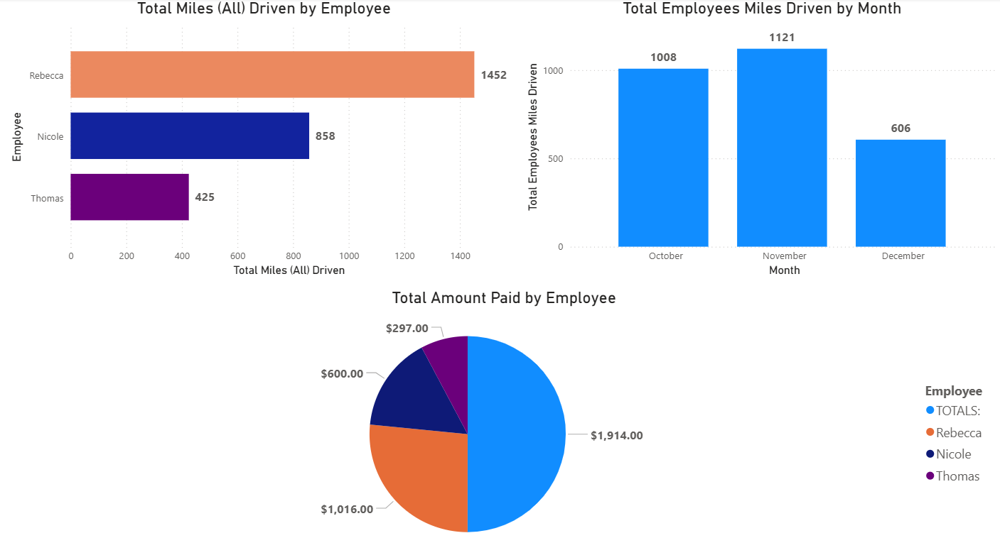 Total Miles (All) Driven by Employee
Employee
Rebecca
1452
Nicole
858
Thomas
425
0 200 400 600 800 1000 1200 1400
Total Miles (All) Driven
Total Employees Miles Driven by Month
Total Employees Miles Driven
1000
500
0
1008
1121
606
October November December
Month
Total Amount Paid by Employee
$297.00
$600.00
$1,016.00
$1,914.00
Employee
TOTALS:
Rebecca
Nicole
Thomas